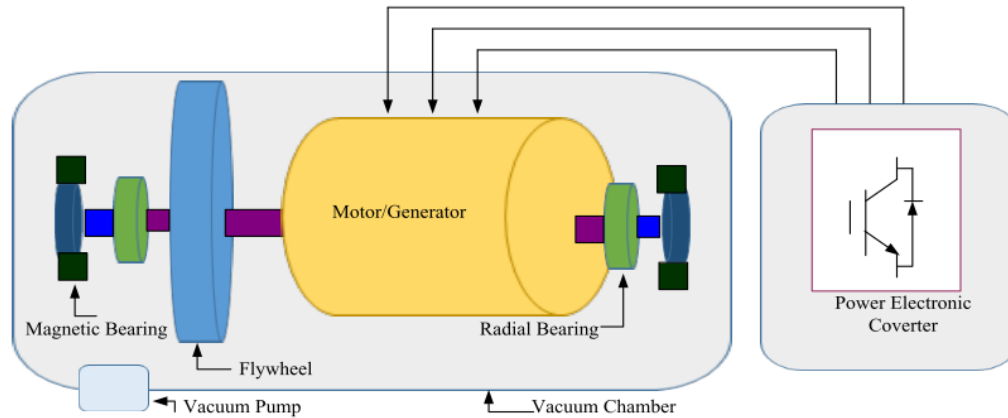 Motor/Generator
Magnetic Bearing
Radial Bearing
Power Electronic
Coverter
Flywheel
Vacuum Pump
Vacuum Chamber